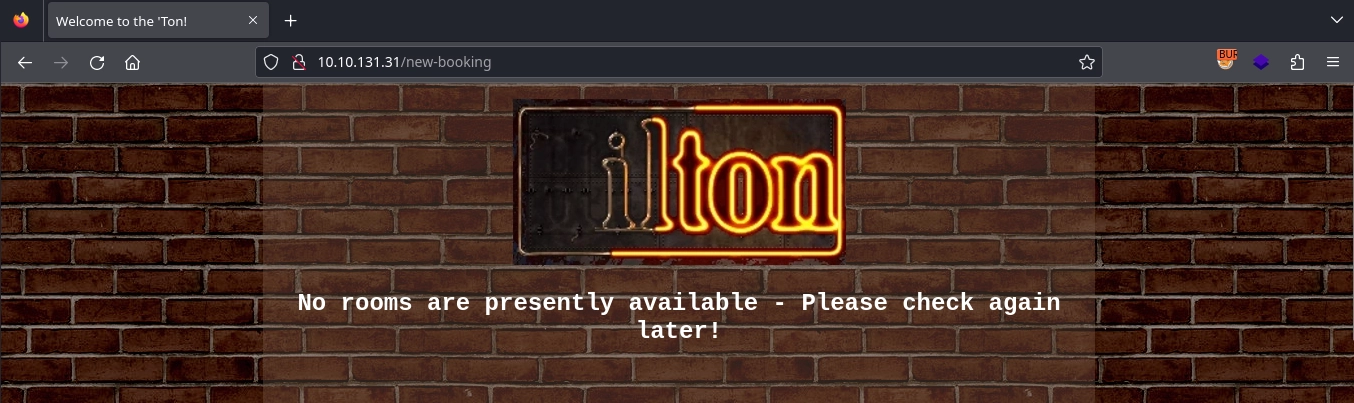 Welcome to the 'Ton!
10.10.131.31/new-booking
BUR
ilton
No rooms are presently available - Please check again
later!